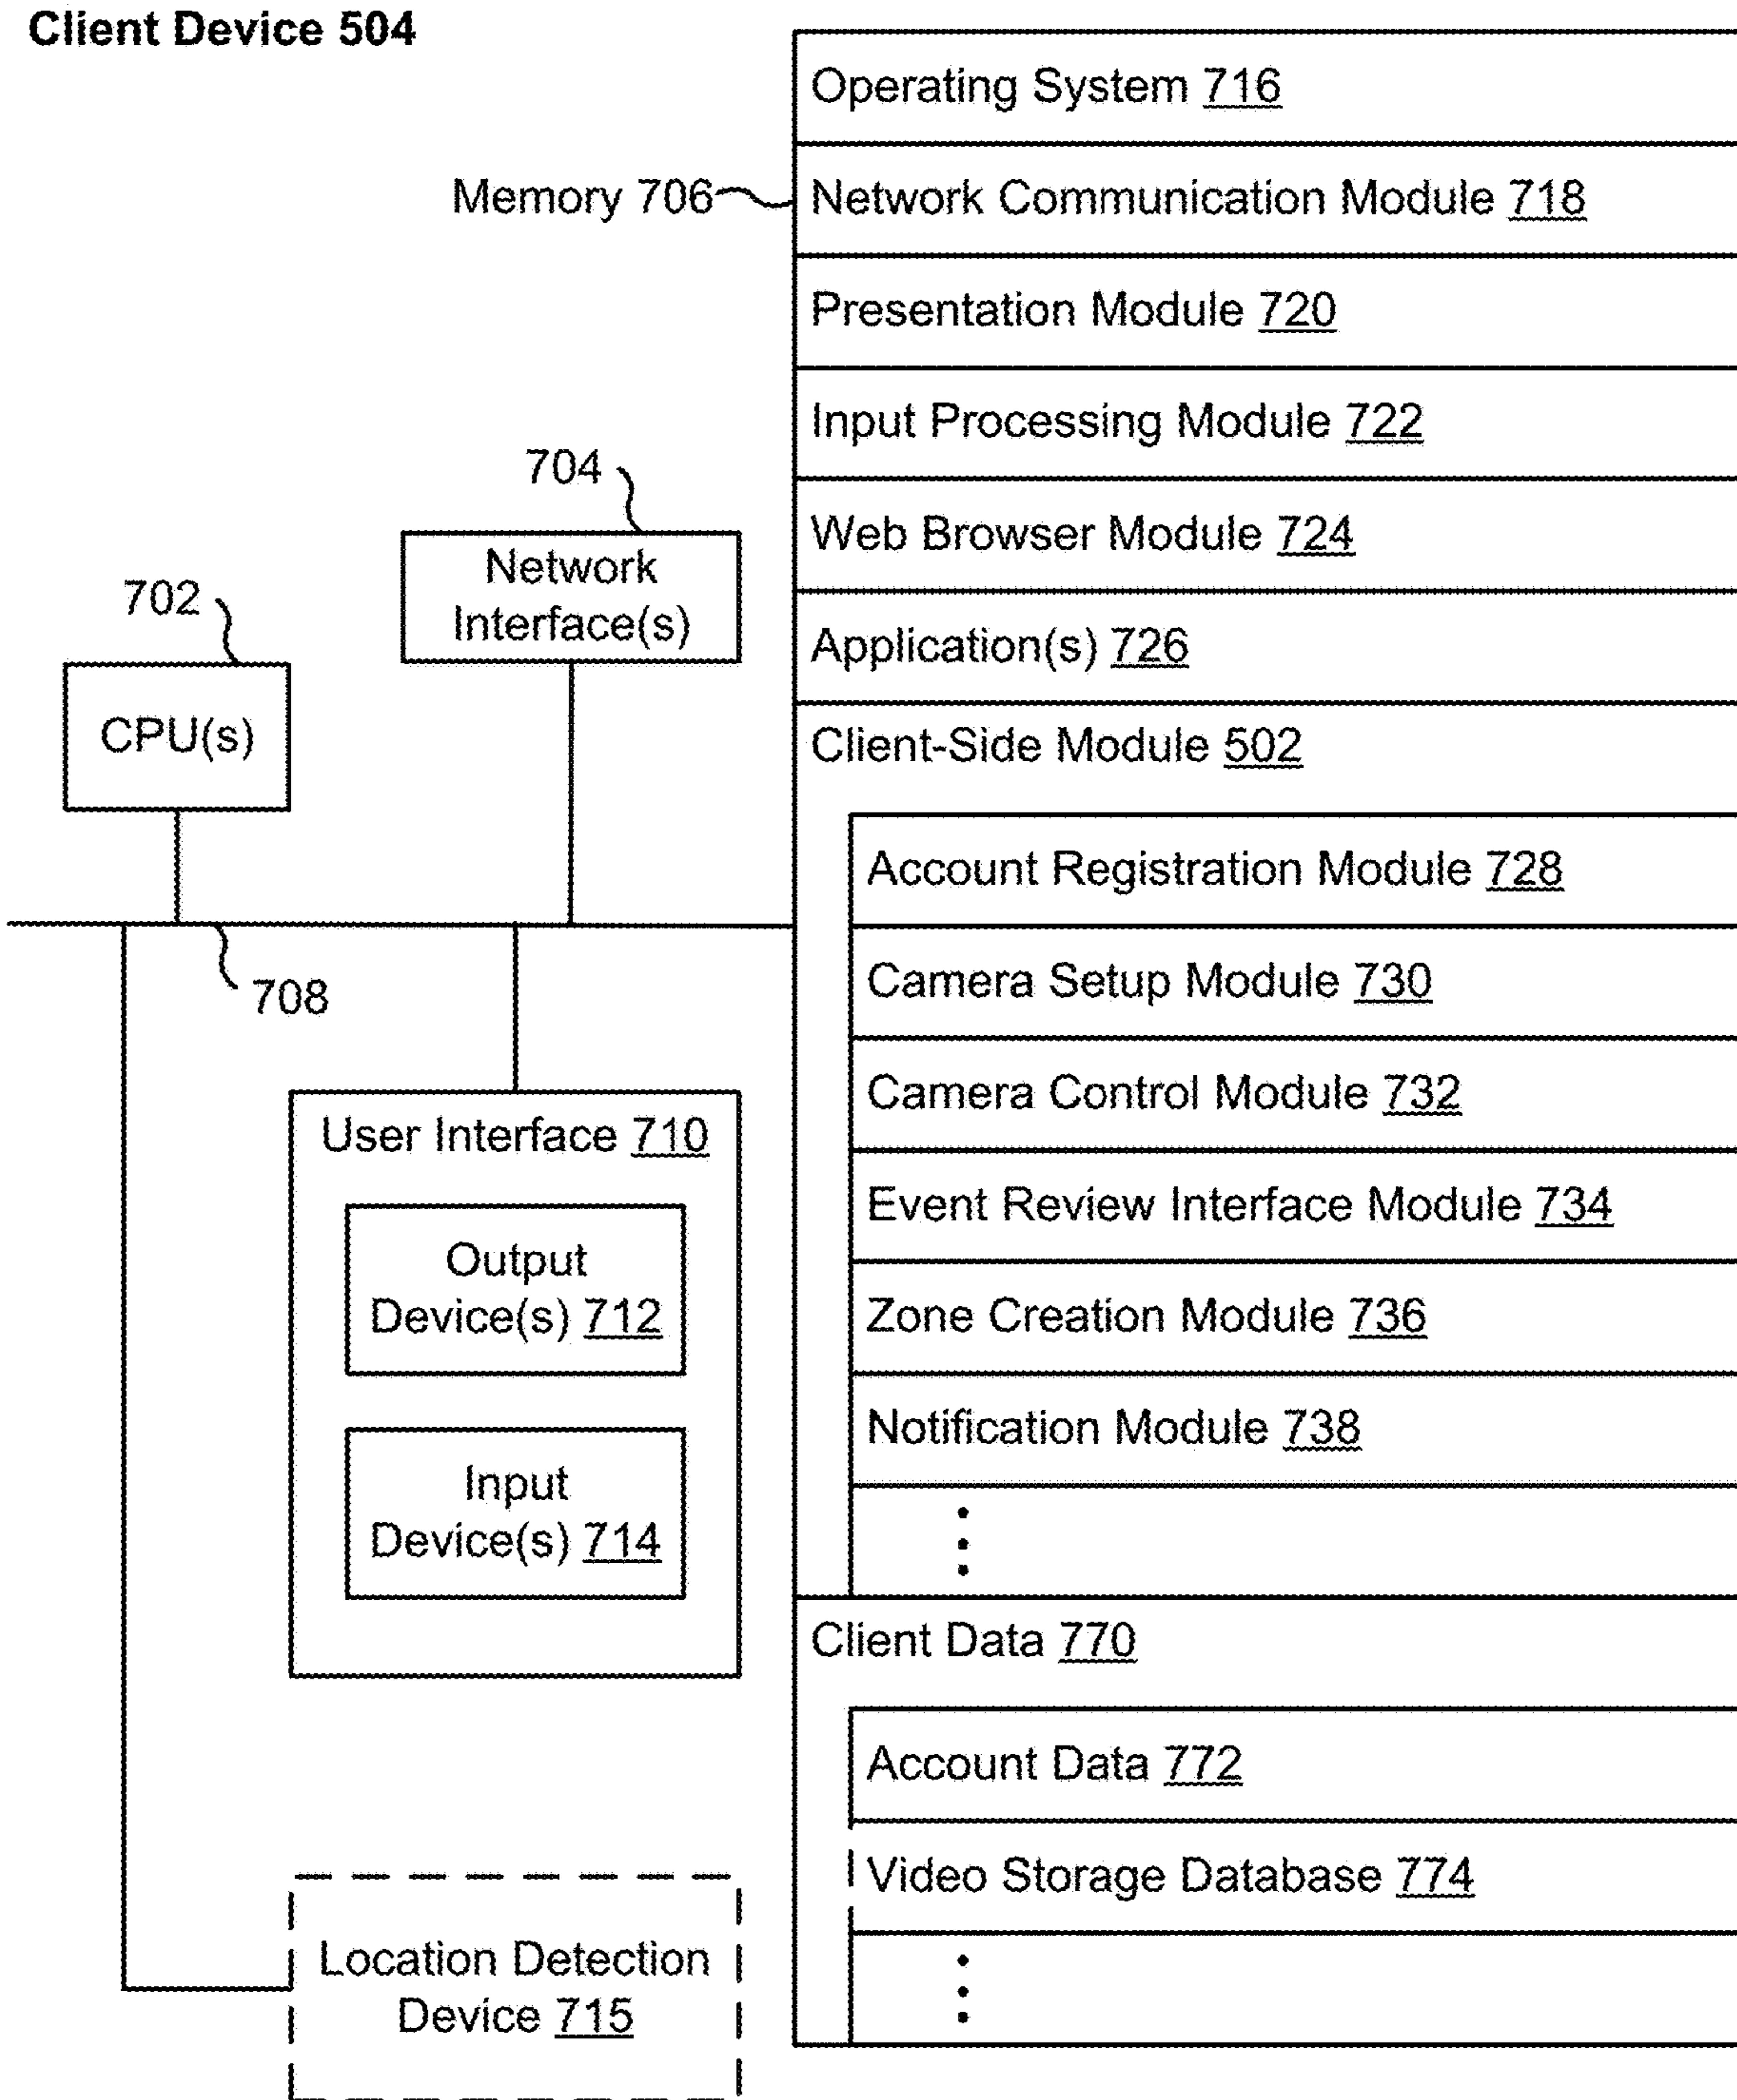 Client Device 504
Operating System 716
Memory 706
Network Communication Module 718
Presentation Module 720
Input Processing Module 722
704
Network
Interface(s)
Web Browser Module 724
702
CPU(s)
Application(s) 726
Client-Side Module 502
Account Registration Module 728
708
Camera Setup Module 730
Camera Control Module 732
User Interface 710
Event Review Interface Module 734
Output
Device(s) 712
Zone Creation Module 736
Notification Module 738
Input
Device(s) 714
Client Data 770
Account Data 772
Video Storage Database 774
Location Detection
Device 715